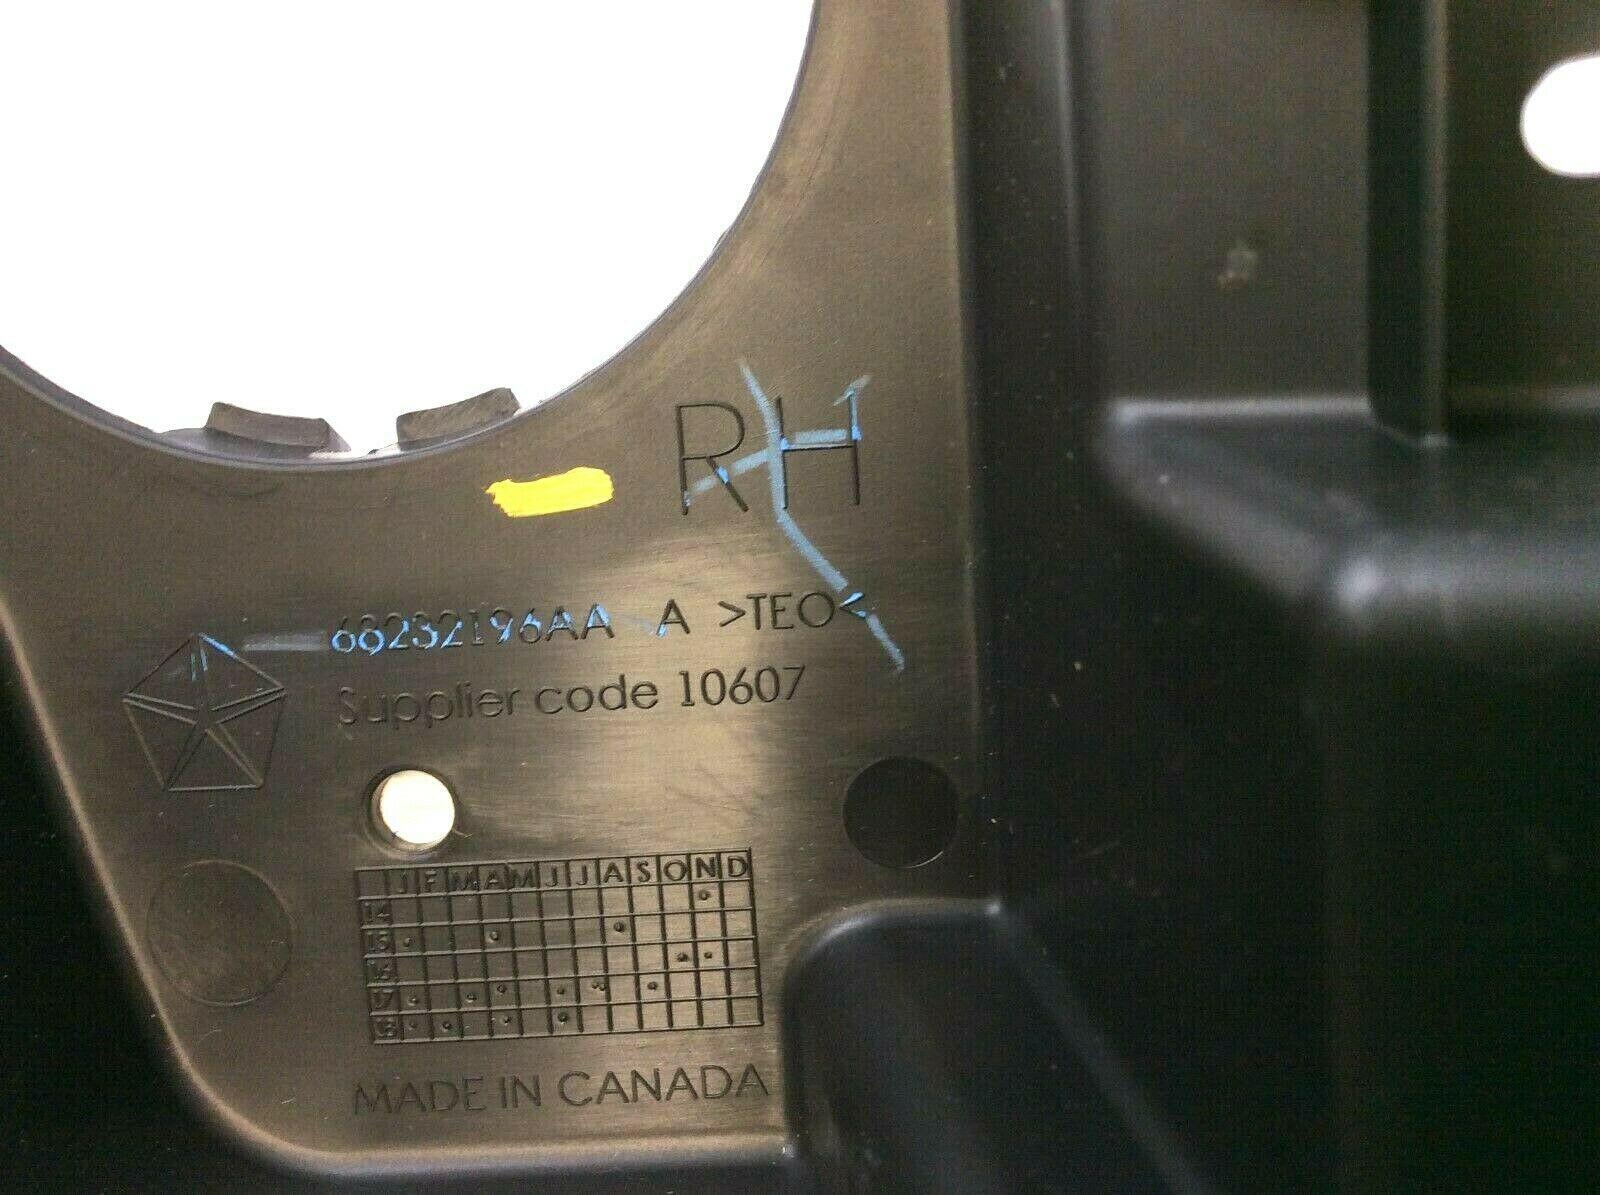 RH
68232196AA A >TEO<
Supplier code 10607
J F M A M J J A S O N D
14
15
16
17
18
MADE IN CANADA